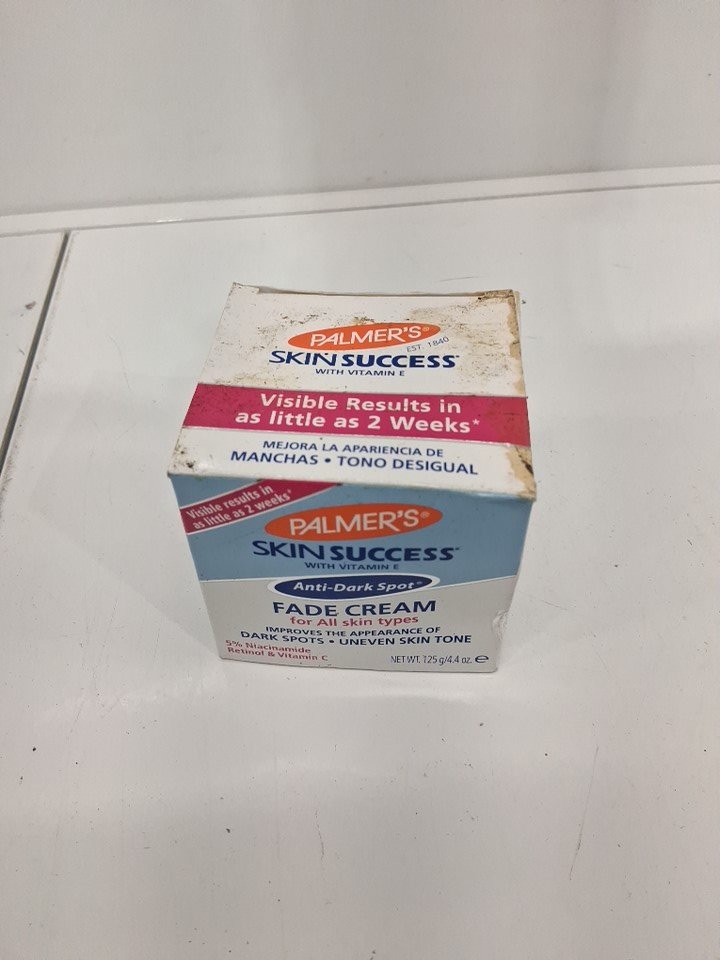 PALMER'S®
EST. 1840
SKIN SUCCESS®
WITH VITAMIN E
Visible Results in
as little as 2 Weeks*
MEJORA LA APARIENCIA DE
MANCHAS • TONO DESIGUAL
Visible results in
as little as 2 weeks*
PALMER'S®
SKIN SUCCESS®
WITH VITAMIN E
Anti-Dark Spot®
FADE CREAM
for All skin types
IMPROVES THE APPEARANCE OF
DARK SPOTS • UNEVEN SKIN TONE
5% Niacinamide
Retinol & Vitamin C
NET WT. 125 g/4.4 oz. ℮